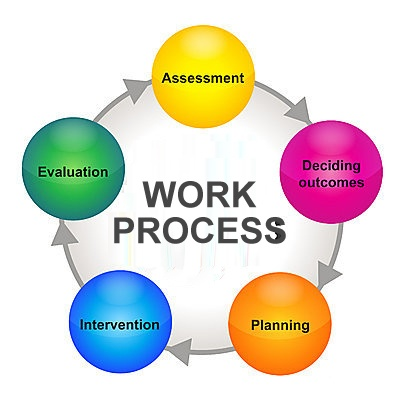 Assessment
Deciding
outcomes
Planning
Intervention
Evaluation
WORK
PROCESS